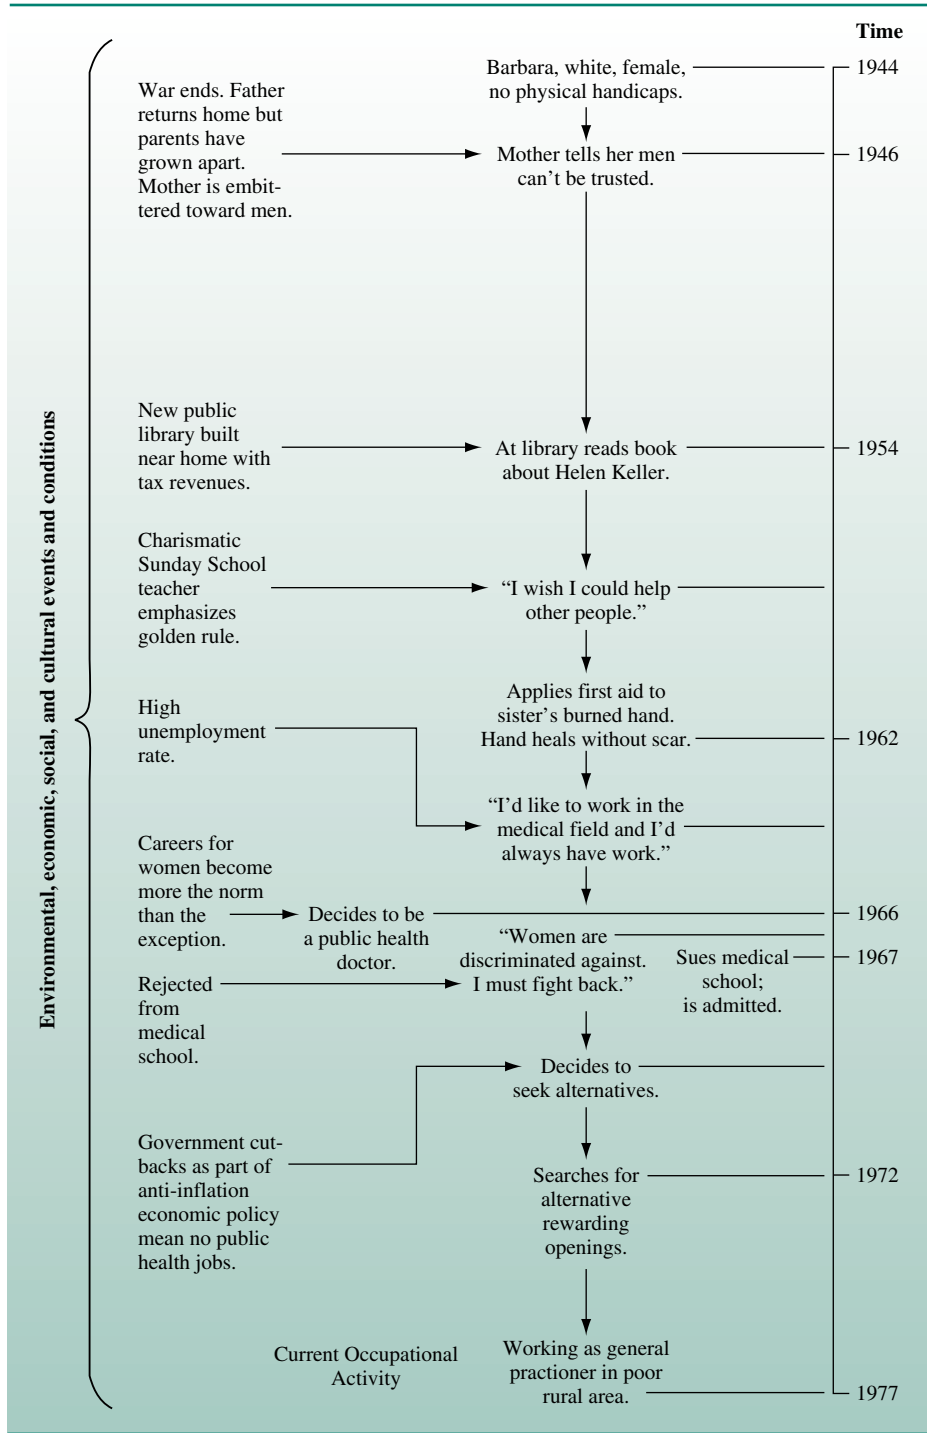 Time
Barbara, white, female,
no physical handicaps.
1944
War ends. Father
returns home but
parents have
grown apart.
Mother is embit-
tered toward men.
Mother tells her men
can't be trusted.
1946
Environmental, economic, social, and cultural events and conditions
New public
library built
near home with
tax revenues.
At library reads book
about Helen Keller.
1954
Charismatic
Sunday School
teacher
emphasizes
golden rule.
“I wish I could help
other people.”
Applies first aid to
sister's burned hand.
Hand heals without scar.
1962
High
unemployment
rate.
“I'd like to work in the
medical field and I'd
always have work.”
Careers for
women become
more the norm
than the
exception.
Decides to be
a public health
doctor.
1966
“Women are
discriminated against.
I must fight back.”
Sues medical
school;
is admitted.
1967
Rejected
from
medical
school.
Decides to
seek alternatives.
Government cut-
backs as part of
anti-inflation
economic policy
mean no public
health jobs.
Searches for
alternative
rewarding
openings.
1972
Current Occupational
Activity
Working as general
practioner in poor
rural area.
1977